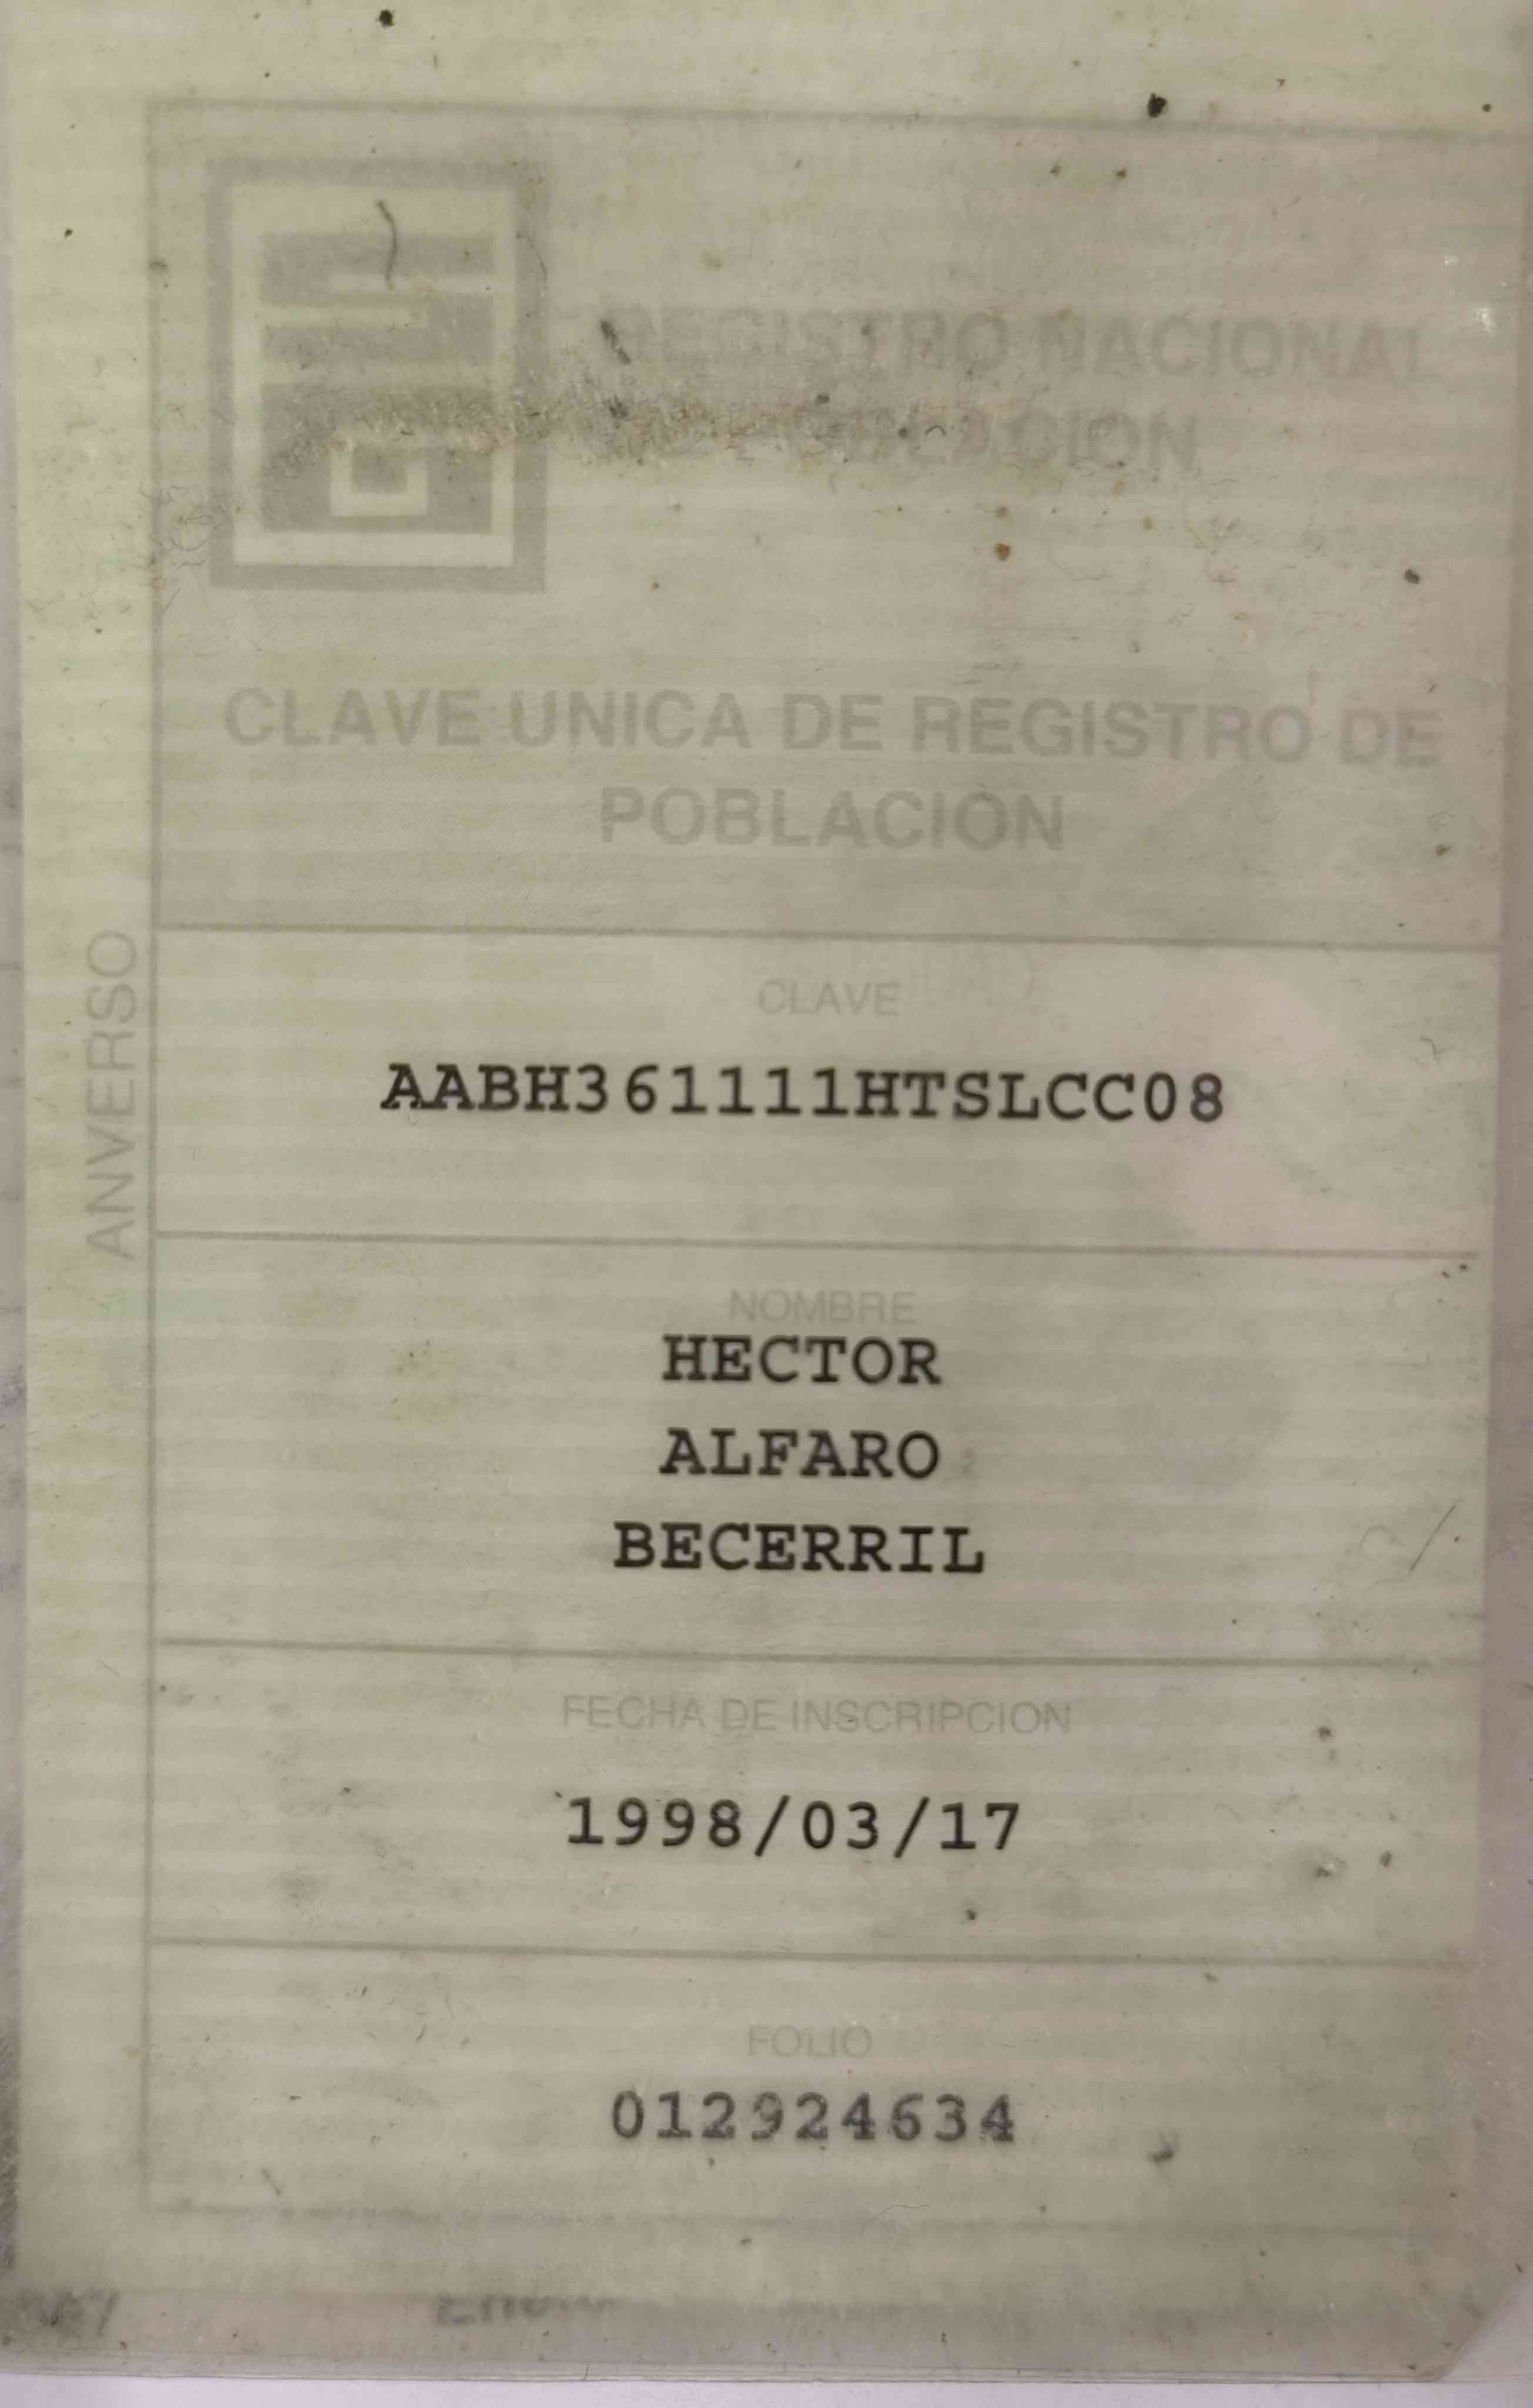 REGISTRO NACIONAL
POBLACION
CLAVE UNICA DE REGISTRO DE
POBLACIÓN
ANVERSO
CLAVE
AABH361111HTSLCC08
NOMBRE
HECTOR
ALFARO
BECERRIL
FECHA DE INSCRIPCION
1998/03/17
FOLIO
012924634